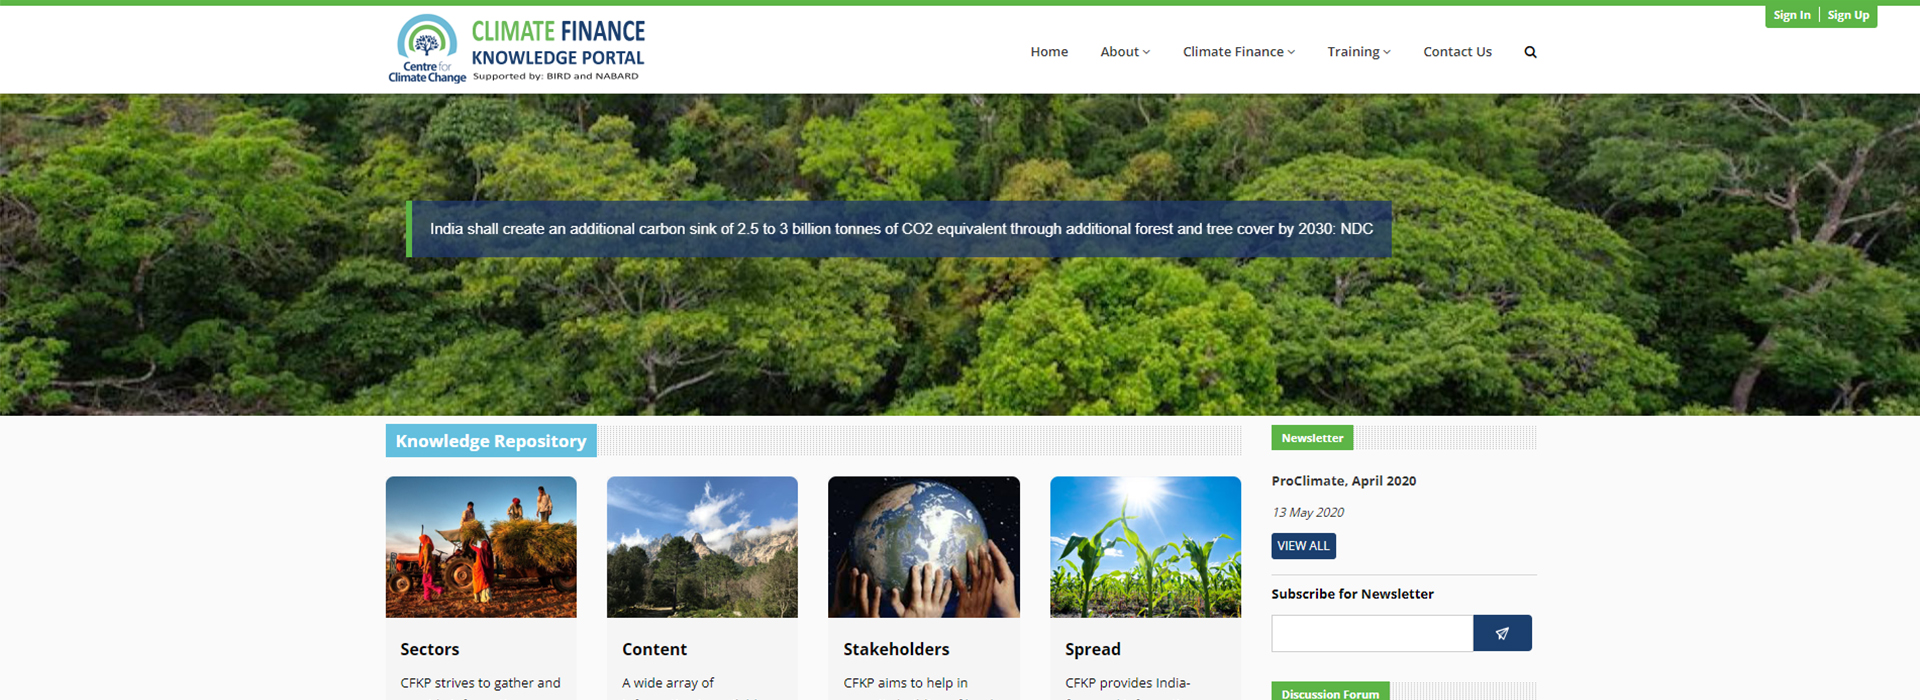 Sign In
Sign Up
CLIMATE FINANCE
KNOWLEDGE PORTAL
Supported by: BIRD and NABARD
Centre for
Climate Change
Home
About
Climate Finance
Training
Contact Us
India shall create an additional carbon sink of 2.5 to 3 billion tonnes of CO2 equivalent through additional forest and tree cover by 2030: NDC
Knowledge Repository
Sectors
CFKP strives to gather and
Content
A wide array of
Stakeholders
CFKP aims to help in
Spread
CFKP provides India-
Newsletter
ProClimate, April 2020
13 May 2020
VIEW ALL
Subscribe for Newsletter
Discussion Forum